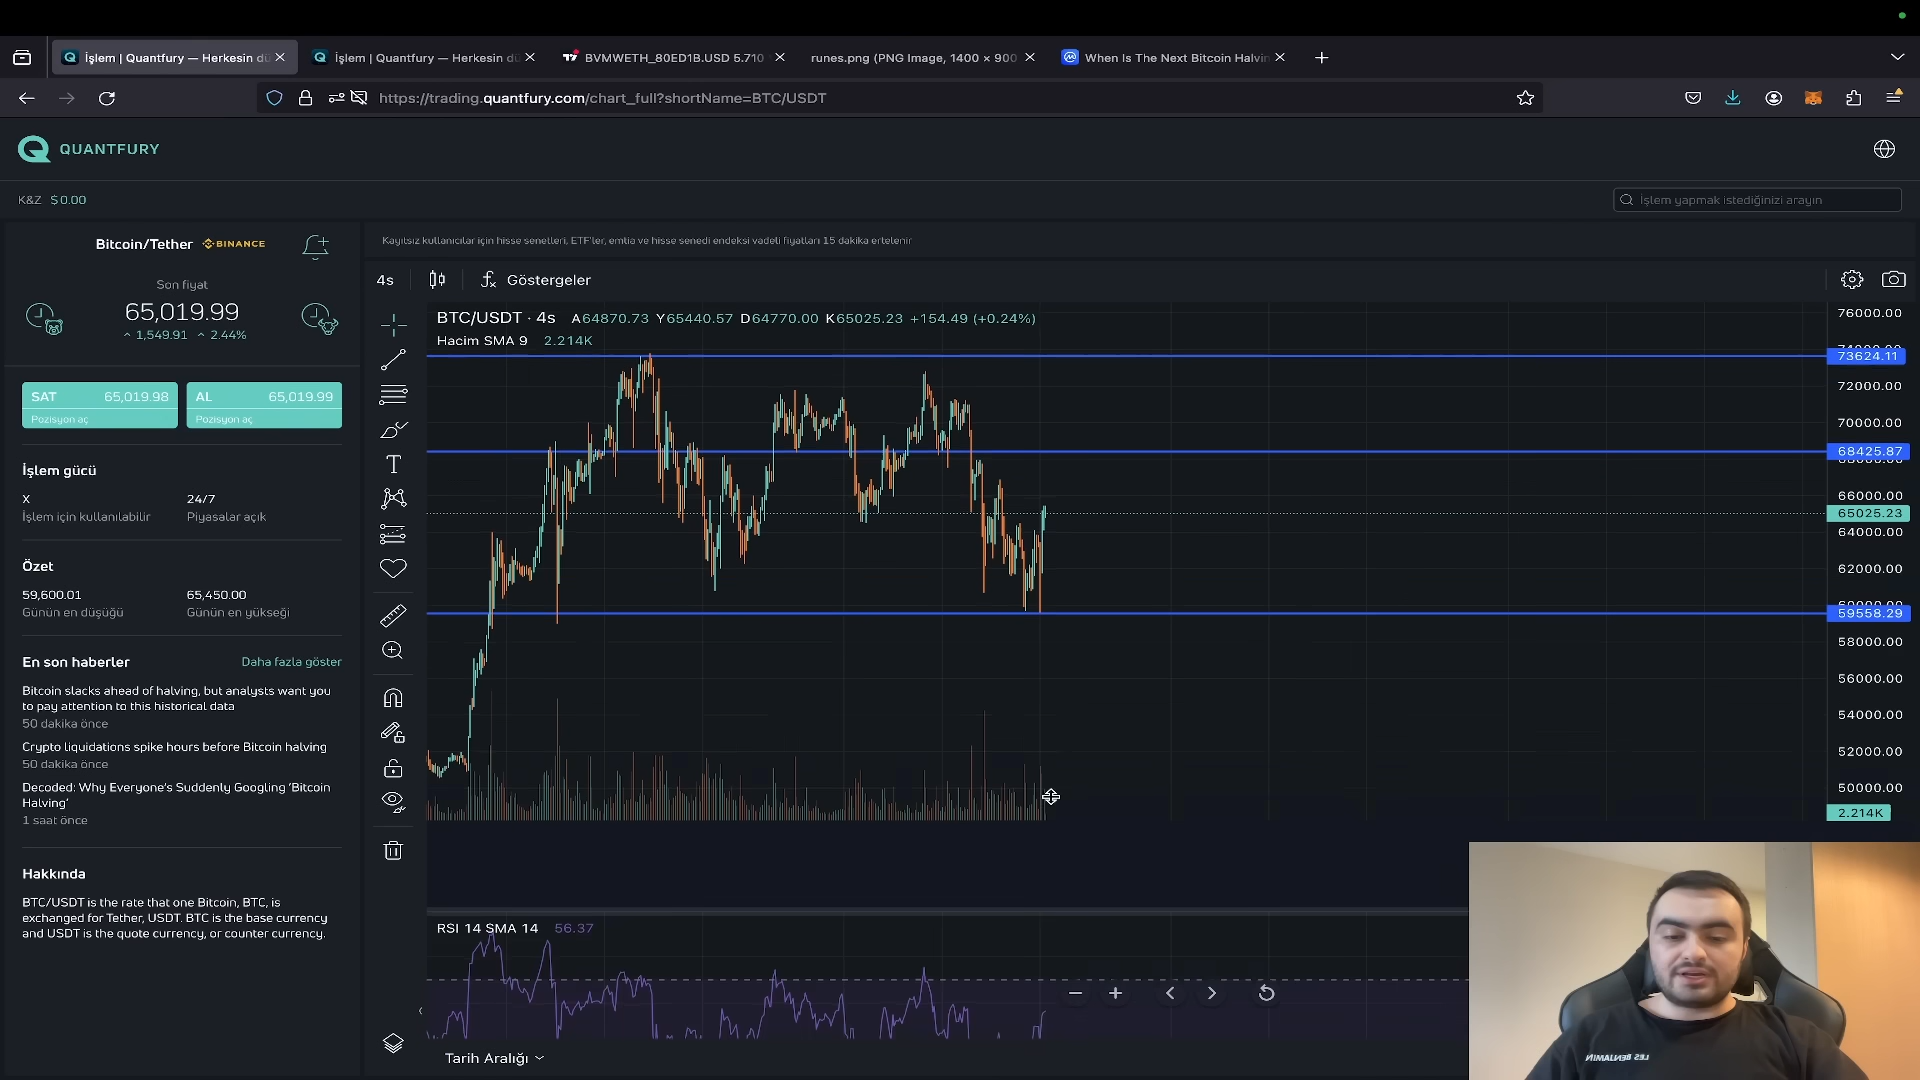 İşlem | Quantfury — Herkesin dü
İşlem | Quantfury — Herkesin dü
BVMWETH_80ED1B.USD 5.710
runes.png (PNG Image, 1400 × 900
When Is The Next Bitcoin Halvin
https://trading.quantfury.com/chart_full?shortName=BTC/USDT
QUANTFURY
K&Z $ 0.00
İşlem yapmak istediğinizi arayın
Bitcoin/Tether BINANCE
Son fiyat
65,019.99
1,549.91 2.44%
SAT 65,019.98
Pozisyon aç
AL 65,019.99
Pozisyon aç
İşlem gücü
X
İşlem için kullanılabilir
24/7
Piyasalar açık
Özet
59,600.01
Günün en düşüğü
65,450.00
Günün en yükseği
En son haberler
Daha fazla göster
Bitcoin slacks ahead of halving, but analysts want you
to pay attention to this historical data
50 dakika önce
Crypto liquidations spike hours before Bitcoin halving
50 dakika önce
Decoded: Why Everyone's Suddenly Googling 'Bitcoin
Halving'
1 saat önce
Hakkında
BTC/USDT is the rate that one Bitcoin, BTC, is
exchanged for Tether, USDT. BTC is the base currency
and USDT is the quote currency, or counter currency.
Kayıtsız kullanıcılar için hisse senetleri, ETF'ler, emtia ve hisse senedi endeksi vadeli fiyatları 15 dakika ertelenir
4s
Göstergeler
BTC/USDT · 4s A64870.73 Y65440.57 D64770.00 K65025.23 +154.49 (+0.24%)
Hacim SMA 9 2.214K
76000.00
74000.00
73624.11
72000.00
70000.00
68425.87
68000.00
66000.00
65025.23
64000.00
62000.00
60000.00
59558.29
58000.00
56000.00
54000.00
52000.00
50000.00
2.214K
RSI 14 SMA 14 56.37
Tarih Aralığı
LES BENJAMIN